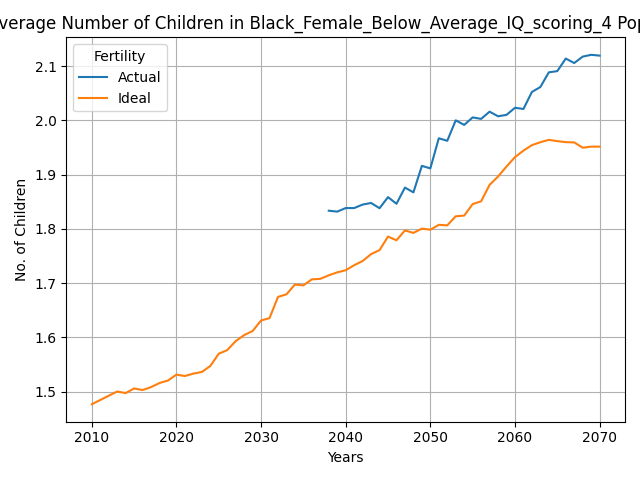 verage Number of Children in Black_Female_Below_Average_IQ_scoring_4 Pop
Fertility
Actual
Ideal
No. of Children
2.1
2.0
1.9
1.8
1.7
1.6
1.5
2010 2020 2030 2040 2050 2060 2070
Years